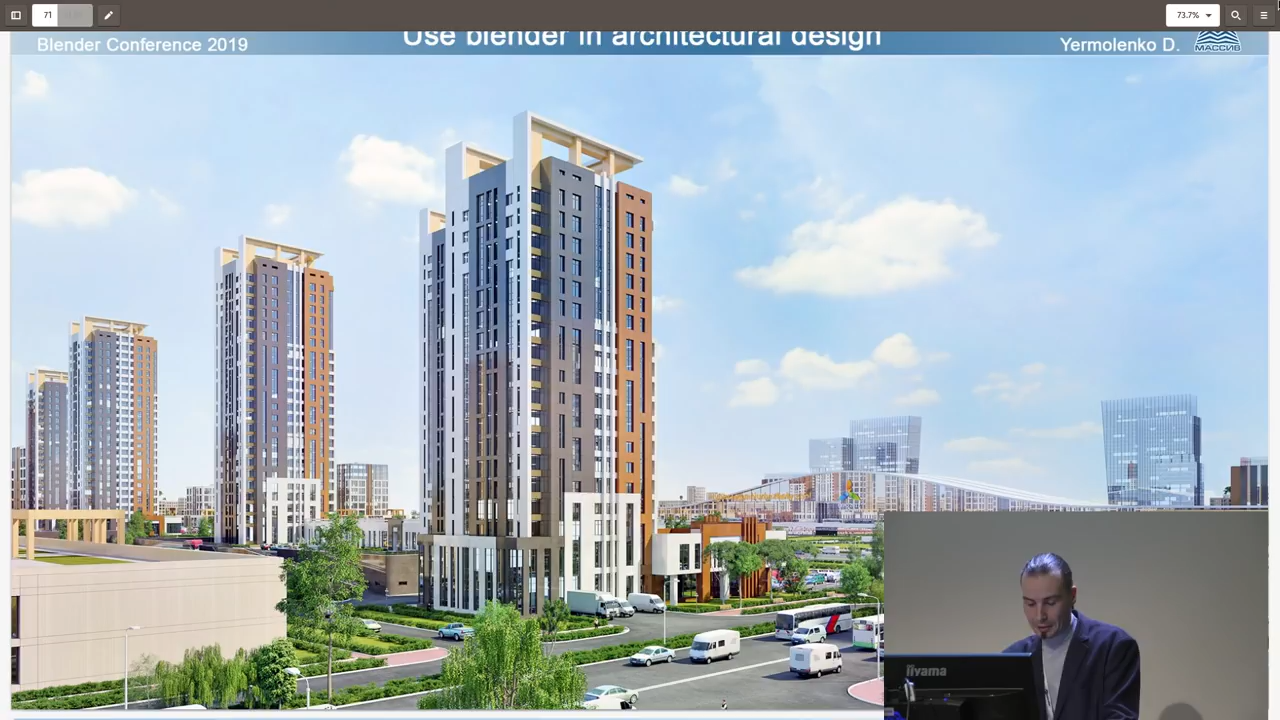 71
73.7%
Blender Conference 2019
Use blender in architectural design
Yermolenko D.
МАССИВ
iiyama